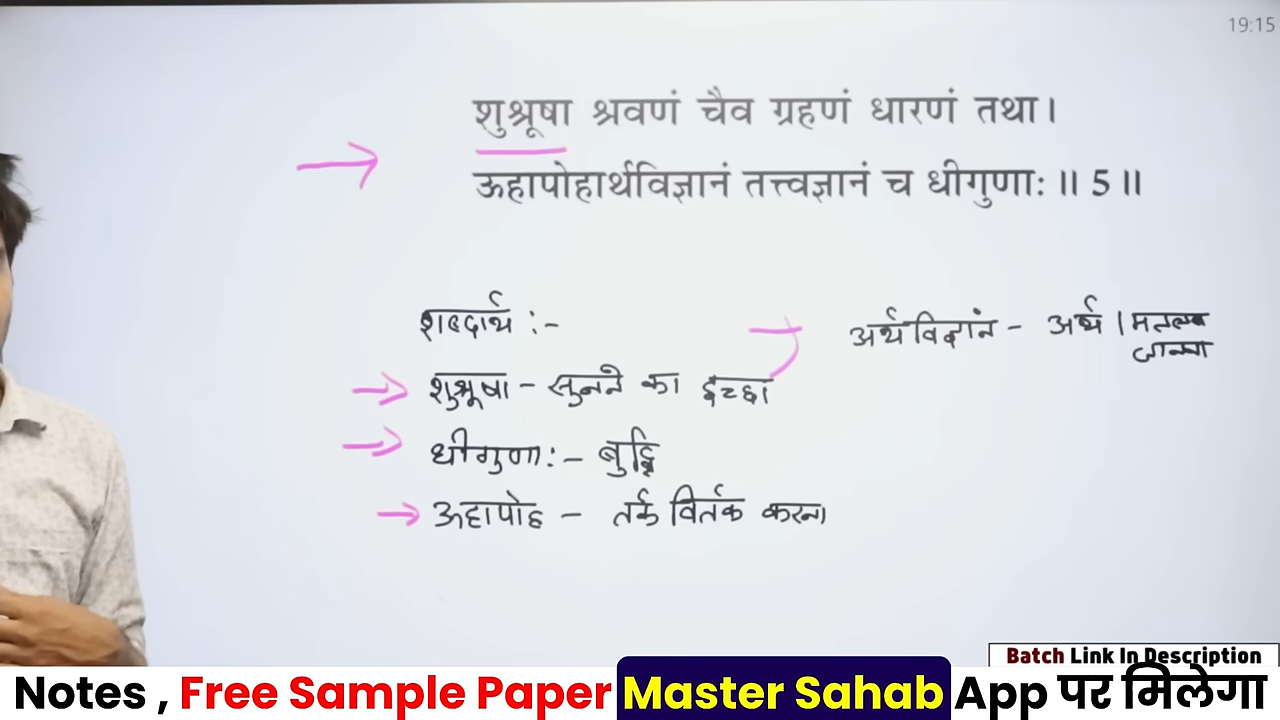 19:15
शुश्रूषा श्रवणं चैव ग्रहणं धारणं तथा।
ऊहापोहार्थविज्ञानं तत्त्वज्ञानं च धीगुणाः ॥ 5 ॥
शब्दार्थ :-
शुश्रूषा - सुनने का इच्छा
धीगुणाः - बुद्धि
ऊहापोह - तर्क विर्तक करना
अर्थविज्ञानं - अर्थ । मतलब
जानना
Batch Link In Description
Notes , Free Sample Paper Master Sahab App पर मिलेगा